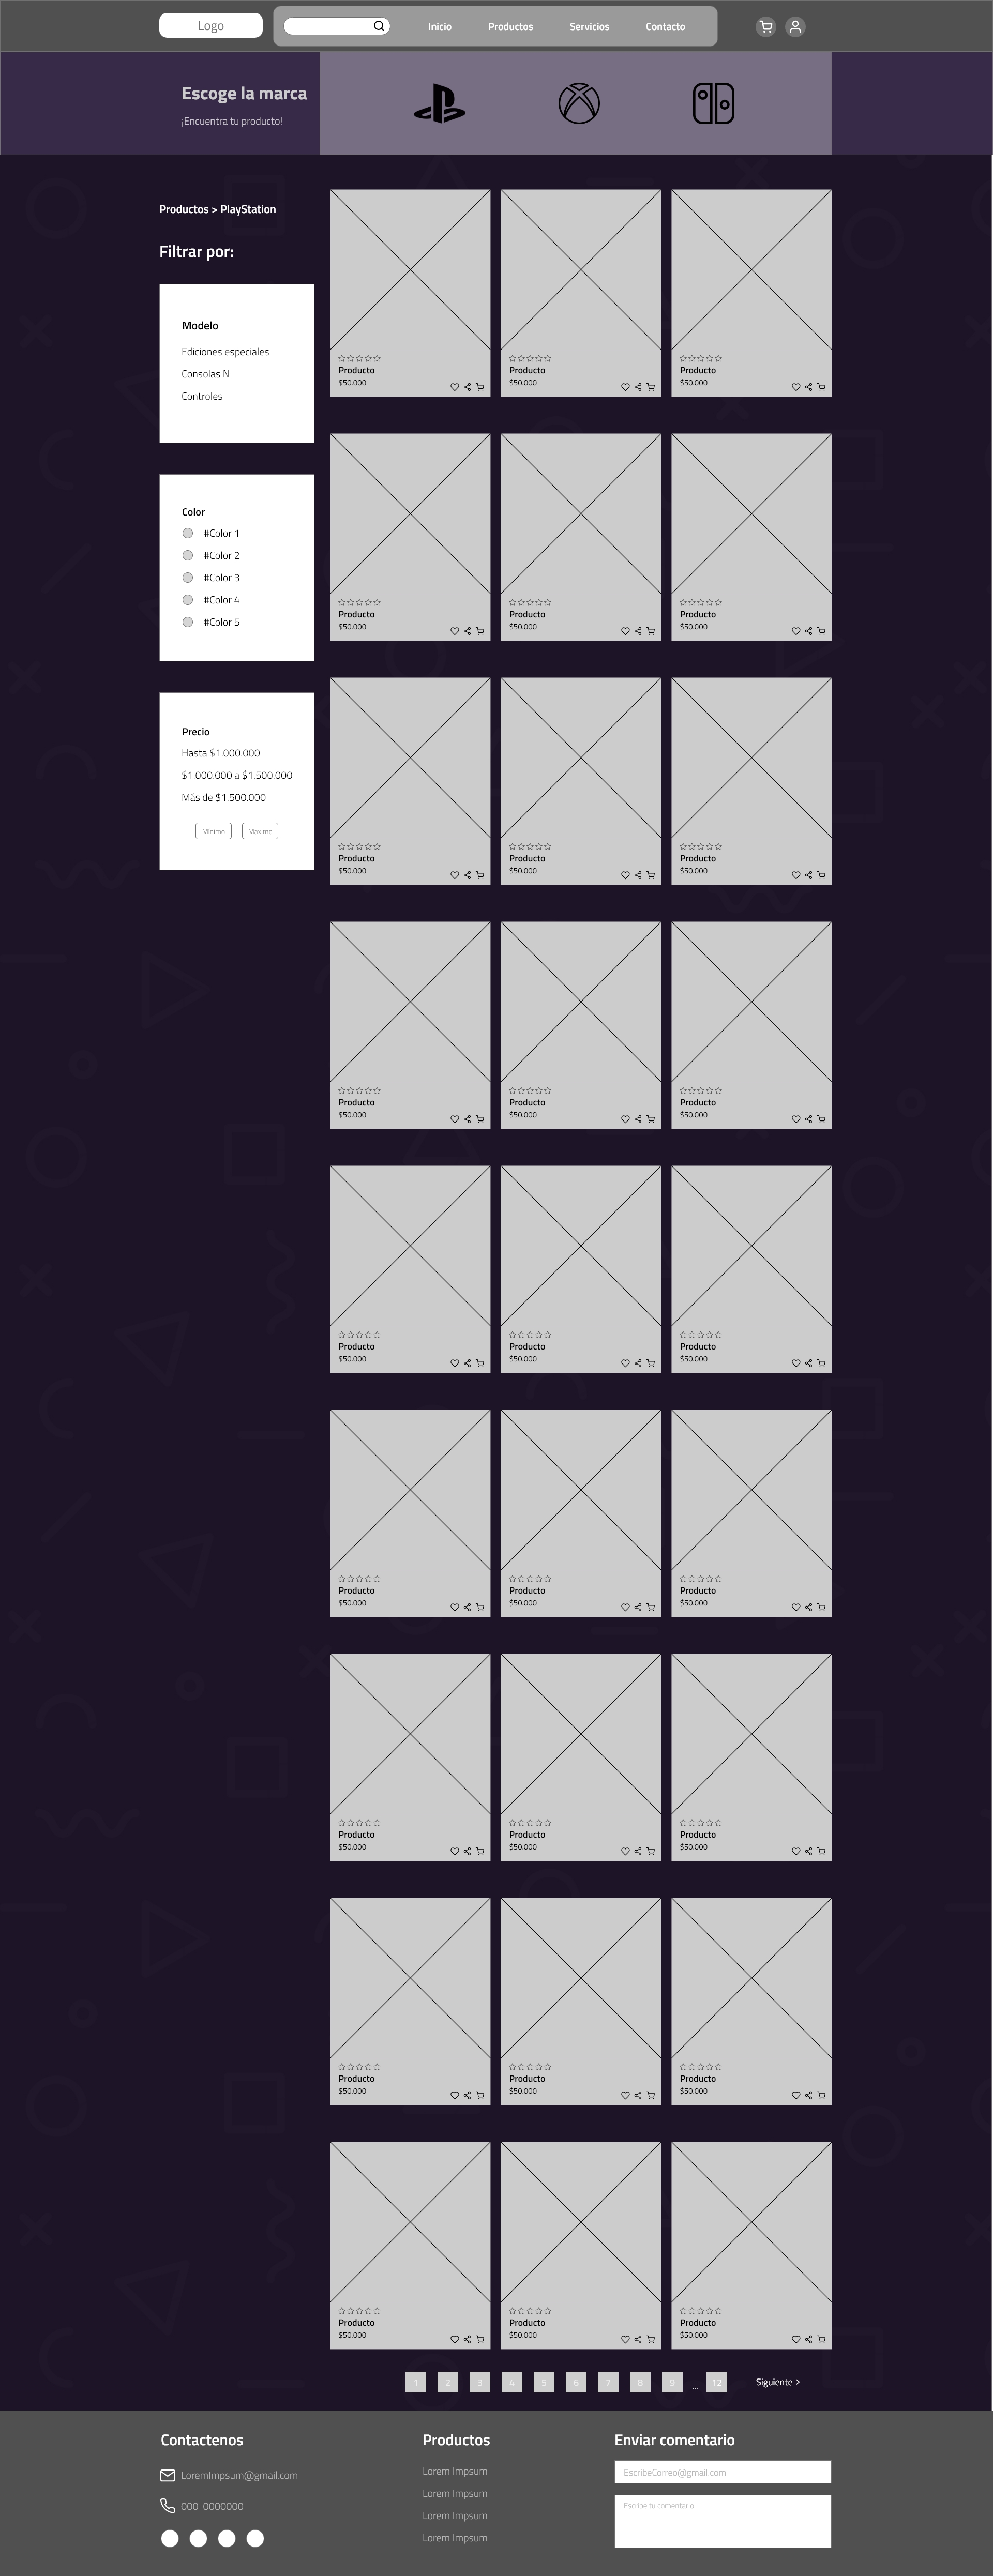 Logo
Inicio Productos Servicios Contacto
Escoge la marca
¡Encuentra tu producto!
Productos > PlayStation
Filtrar por:
Modelo
Ediciones especiales
Consolas N
Controles
Color
#Color 1
#Color 2
#Color 3
#Color 4
#Color 5
Precio
Hasta $1.000.000
$1.000.000 a $1.500.000
Más de $1.500.000
Mínimo - Maximo
Producto Producto Producto
$50.000 $50.000 $50.000
Producto Producto Producto
$50.000 $50.000 $50.000
Producto Producto Producto
$50.000 $50.000 $50.000
Producto Producto Producto
$50.000 $50.000 $50.000
Producto Producto Producto
$50.000 $50.000 $50.000
Producto Producto Producto
$50.000 $50.000 $50.000
Producto Producto Producto
$50.000 $50.000 $50.000
Producto Producto Producto
$50.000 $50.000 $50.000
Producto Producto Producto
$50.000 $50.000 $50.000
1 2 3 4 5 6 7 8 9 ... 12 Siguiente >
Contactenos
LoremImpsum@gmail.com
000-0000000
Productos
Lorem Impsum
Lorem Impsum
Lorem Impsum
Lorem Impsum
Enviar comentario
EscribeCorreo@gmail.com
Escribe tu comentario